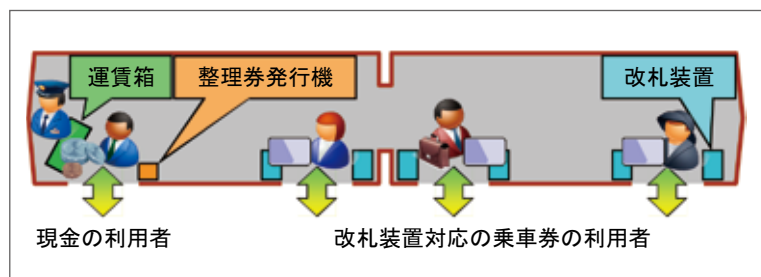 運賃箱
整理券発行機
改札装置
現金の利用者
改札装置対応の乗車券の利用者